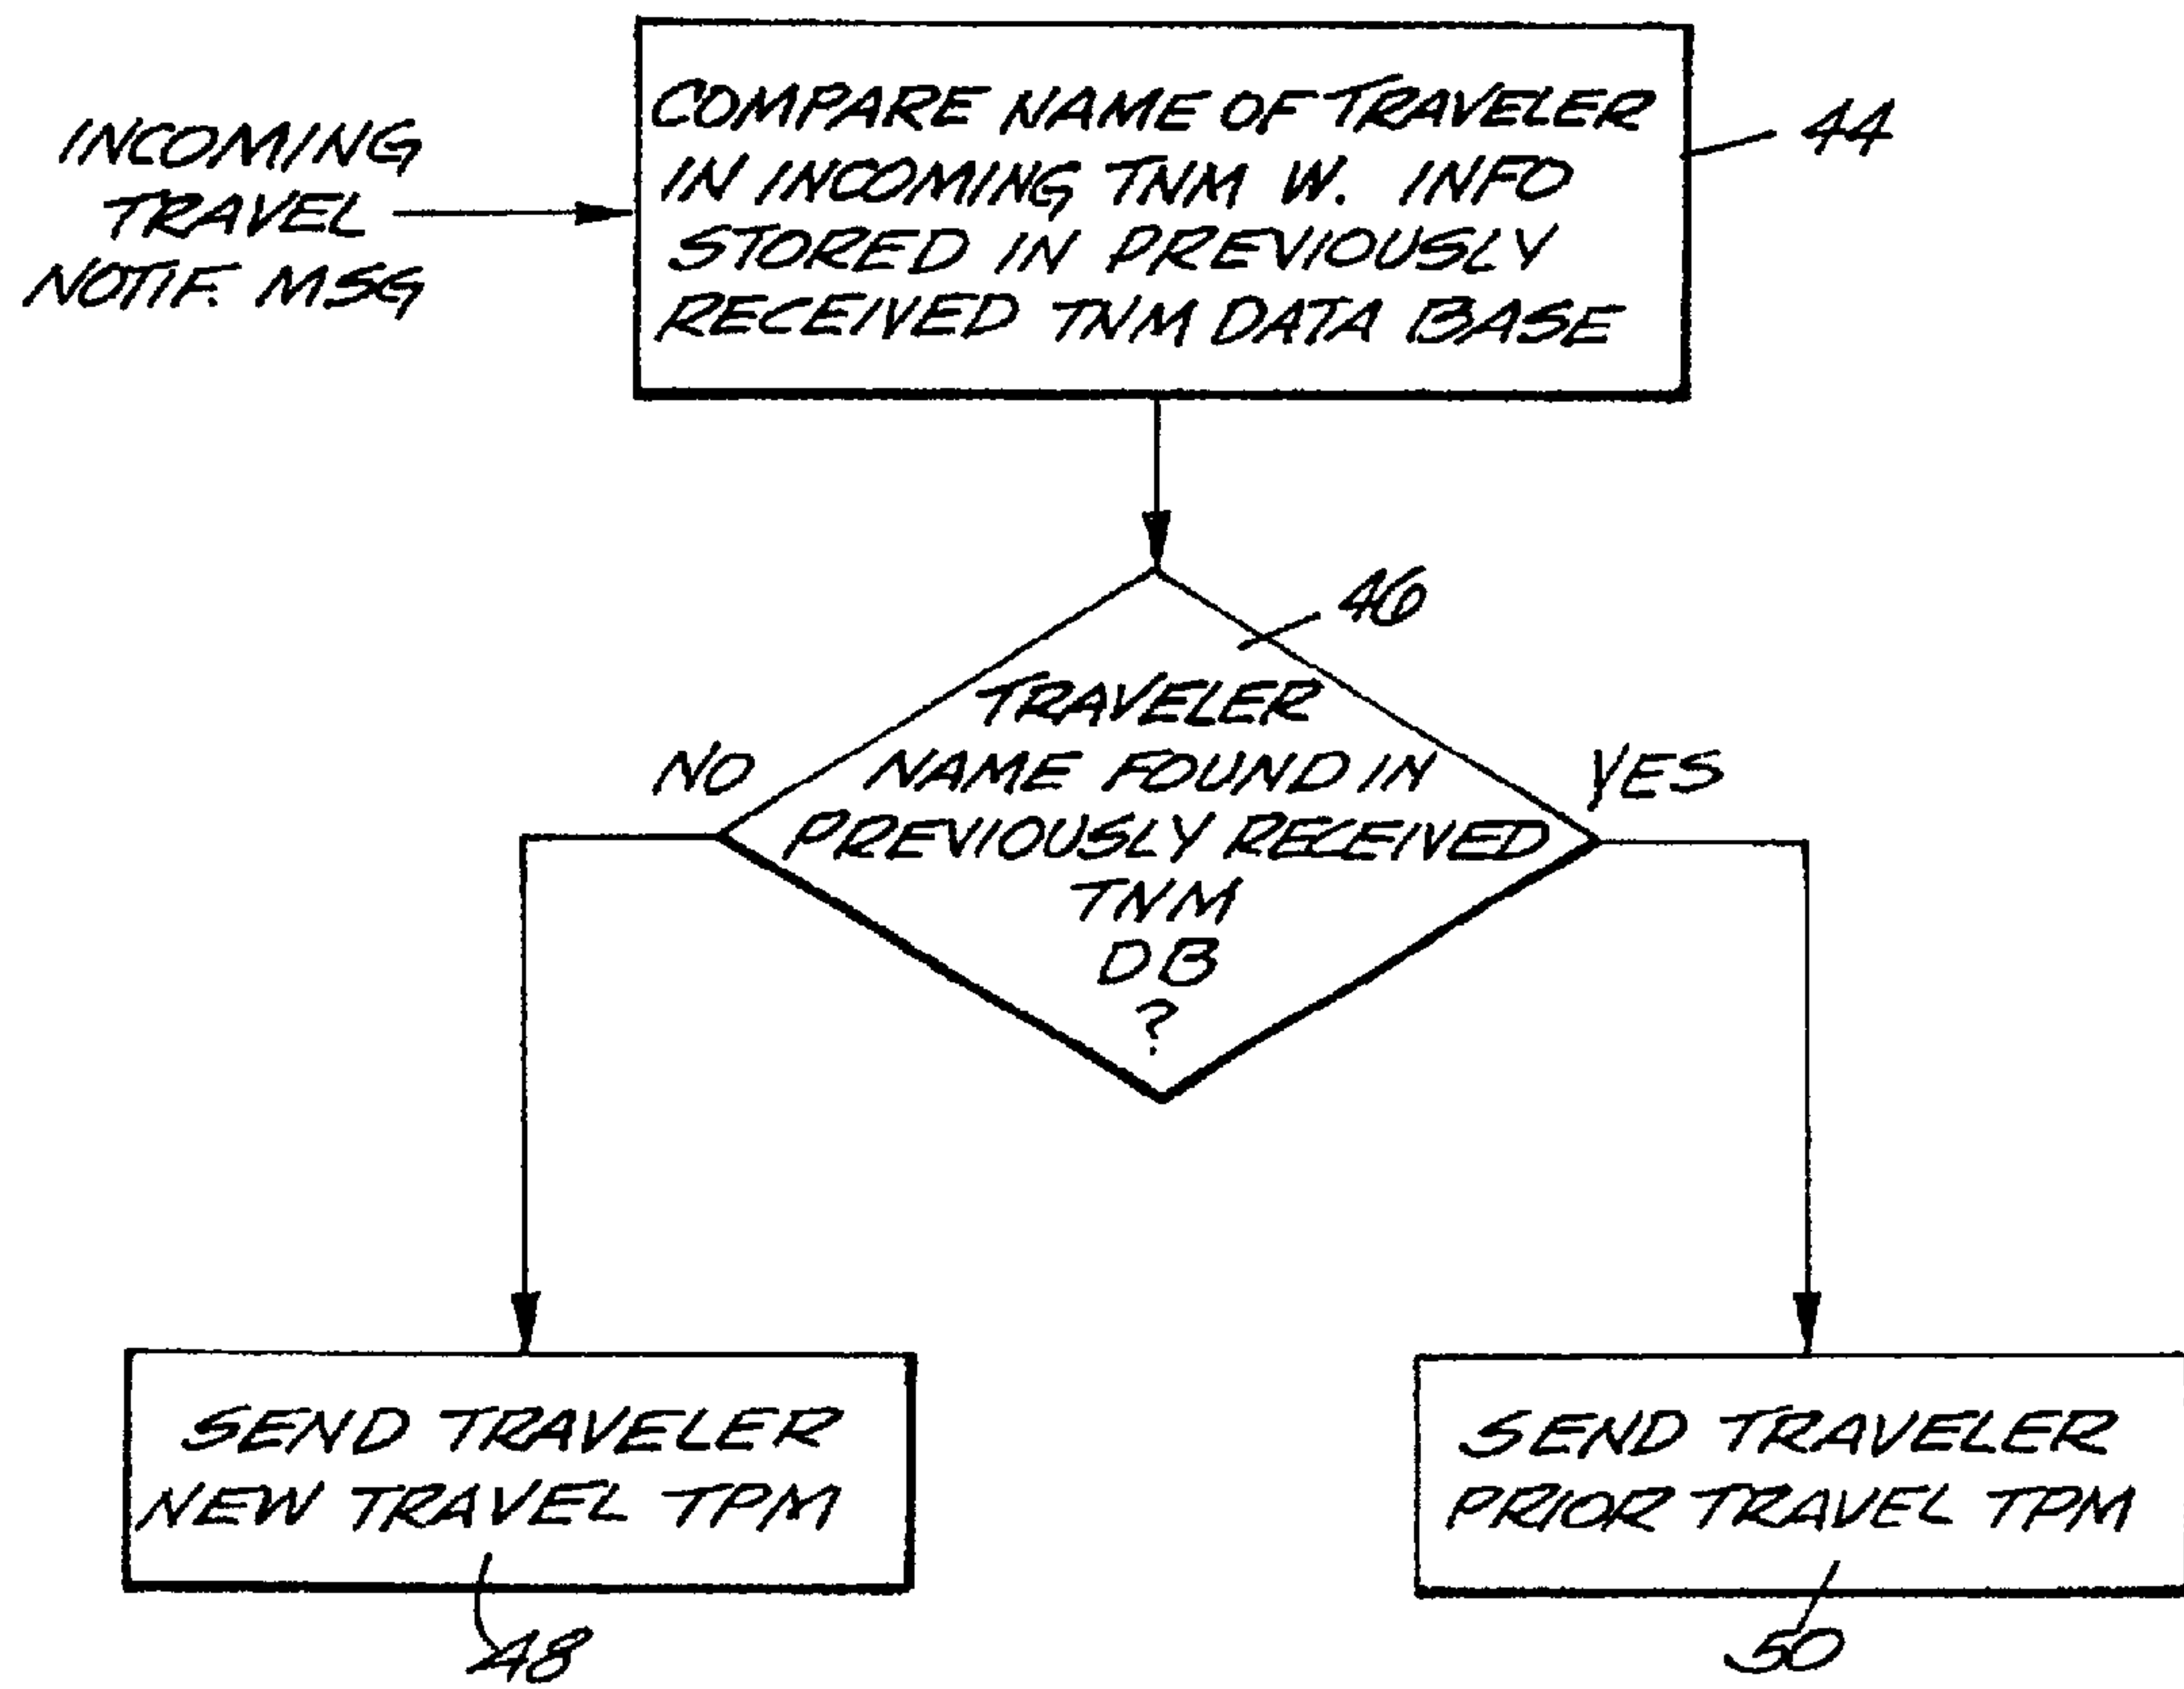 INCOMING
TRAVEL
NOTIF. MSG
COMPARE NAME OF TRAVELER
IN INCOMING TNM W. INFO
STORED IN PREVIOUSLY
RECEIVED TNM DATA BASE
44
46
TRAVELER
NAME FOUND IN
PREVIOUSLY RECEIVED
TNM
DB
?
NO
YES
SEND TRAVELER
NEW TRAVEL TPM
48
SEND TRAVELER
PRIOR TRAVEL TPM
50